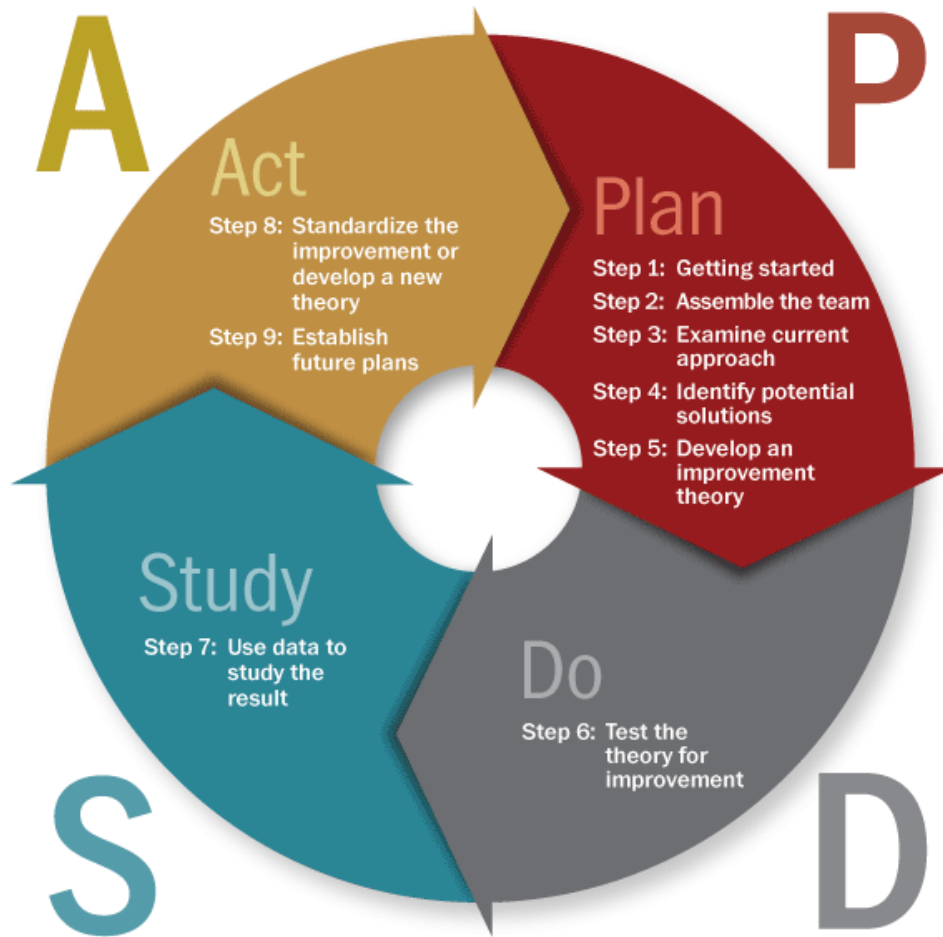 A
P
Act
Step 8: Standardize the
improvement or
develop a new
theory
Step 9: Establish
future plans
Plan
Step 1: Getting started
Step 2: Assemble the team
Step 3: Examine current
approach
Step 4: Identify potential
solutions
Step 5: Develop an
improvement
theory
Study
Step 7: Use data to
study the
result
Do
Step 6: Test the
theory for
improvement
S
D